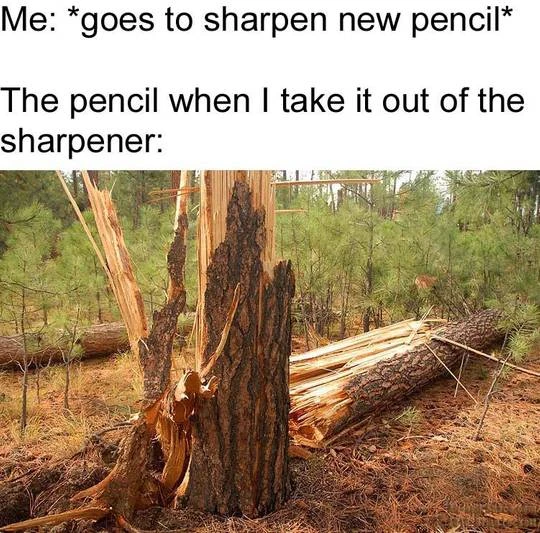 Me: *goes to sharpen new pencil*
The pencil when I take it out of the
sharpener: